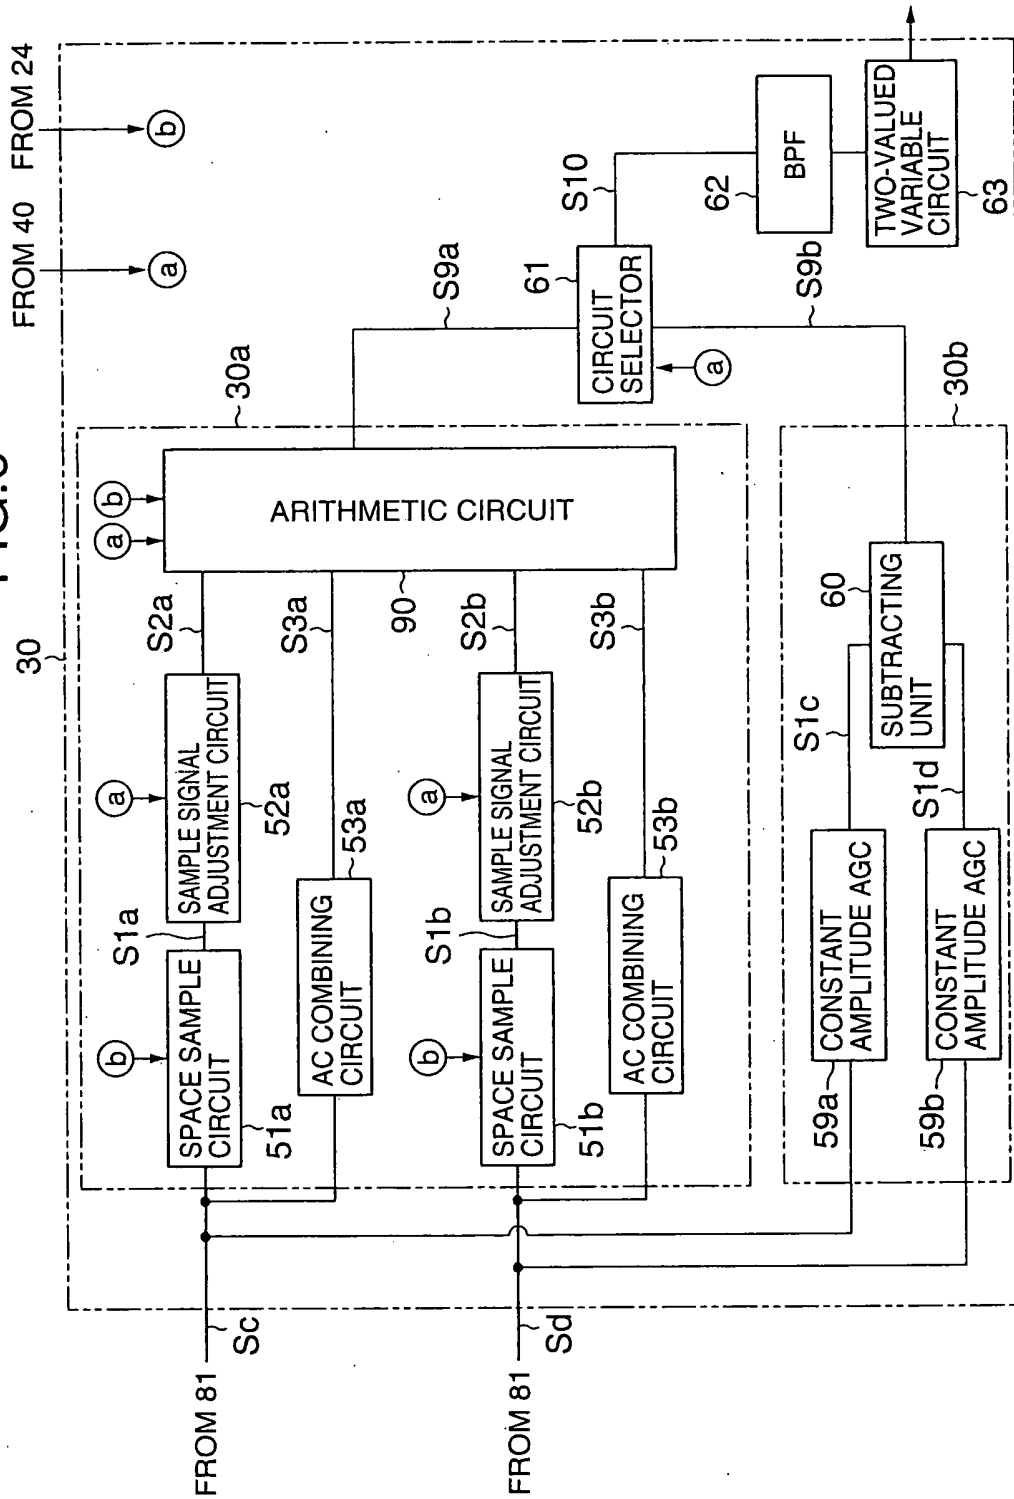 30
FROM 40
FROM 24
a
b
30a
S2a
S3a
S2b
S3b
a
b
ARITHMETIC CIRCUIT
90
S9a
61
CIRCUIT
SELECTOR
a
S10
62
BPF
TWO-VALUED
VARIABLE
CIRCUIT
63
S9b
30b
S1a
a
SAMPLE SIGNAL
ADJUSTMENT CIRCUIT
52a
b
SPACE SAMPLE
CIRCUIT
51a
AC COMBINING
CIRCUIT
53a
S1b
a
SAMPLE SIGNAL
ADJUSTMENT CIRCUIT
52b
b
SPACE SAMPLE
CIRCUIT
51b
AC COMBINING
CIRCUIT
53b
60
SUBTRACTING
UNIT
S1c
S1d
CONSTANT
AMPLITUDE AGC
59a
CONSTANT
AMPLITUDE AGC
59b
FROM 81
Sc
FROM 81
Sd